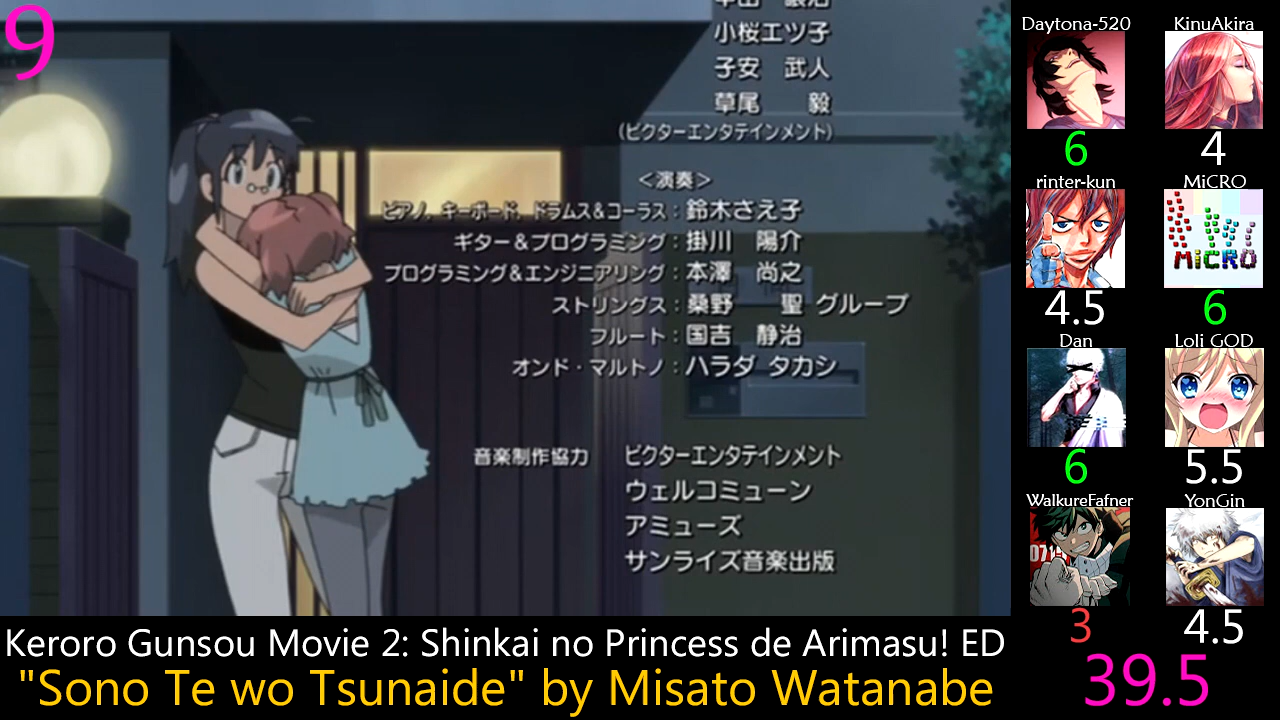 9
小桜エツ子
子安 武人
草尾 毅
(ビクターエンタテインメント)
<演奏>
ピアノ, キーボード, ドラムス&コーラス:鈴木さえ子
ギター&プログラミング:掛川 陽介
プログラミング&エンジニアリング:本澤 尚之
ストリングス:桑野 聖 グループ
フルート:国吉 静治
オンド・マルトノ:ハラダ タカシ
音楽制作協力 ビクターエンタテインメント
ウェルコミューン
アミューズ
サンライズ音楽出版
Daytona-520 KinuAkira
6 4
rinter-kun MiCRO
MiCRO
4.5 6
Dan Loli GOD
6 5.5
WalkureFafner YonGin
3 4.5
39.5
Keroro Gunsou Movie 2: Shinkai no Princess de Arimasu! ED
"Sono Te wo Tsunaide" by Misato Watanabe